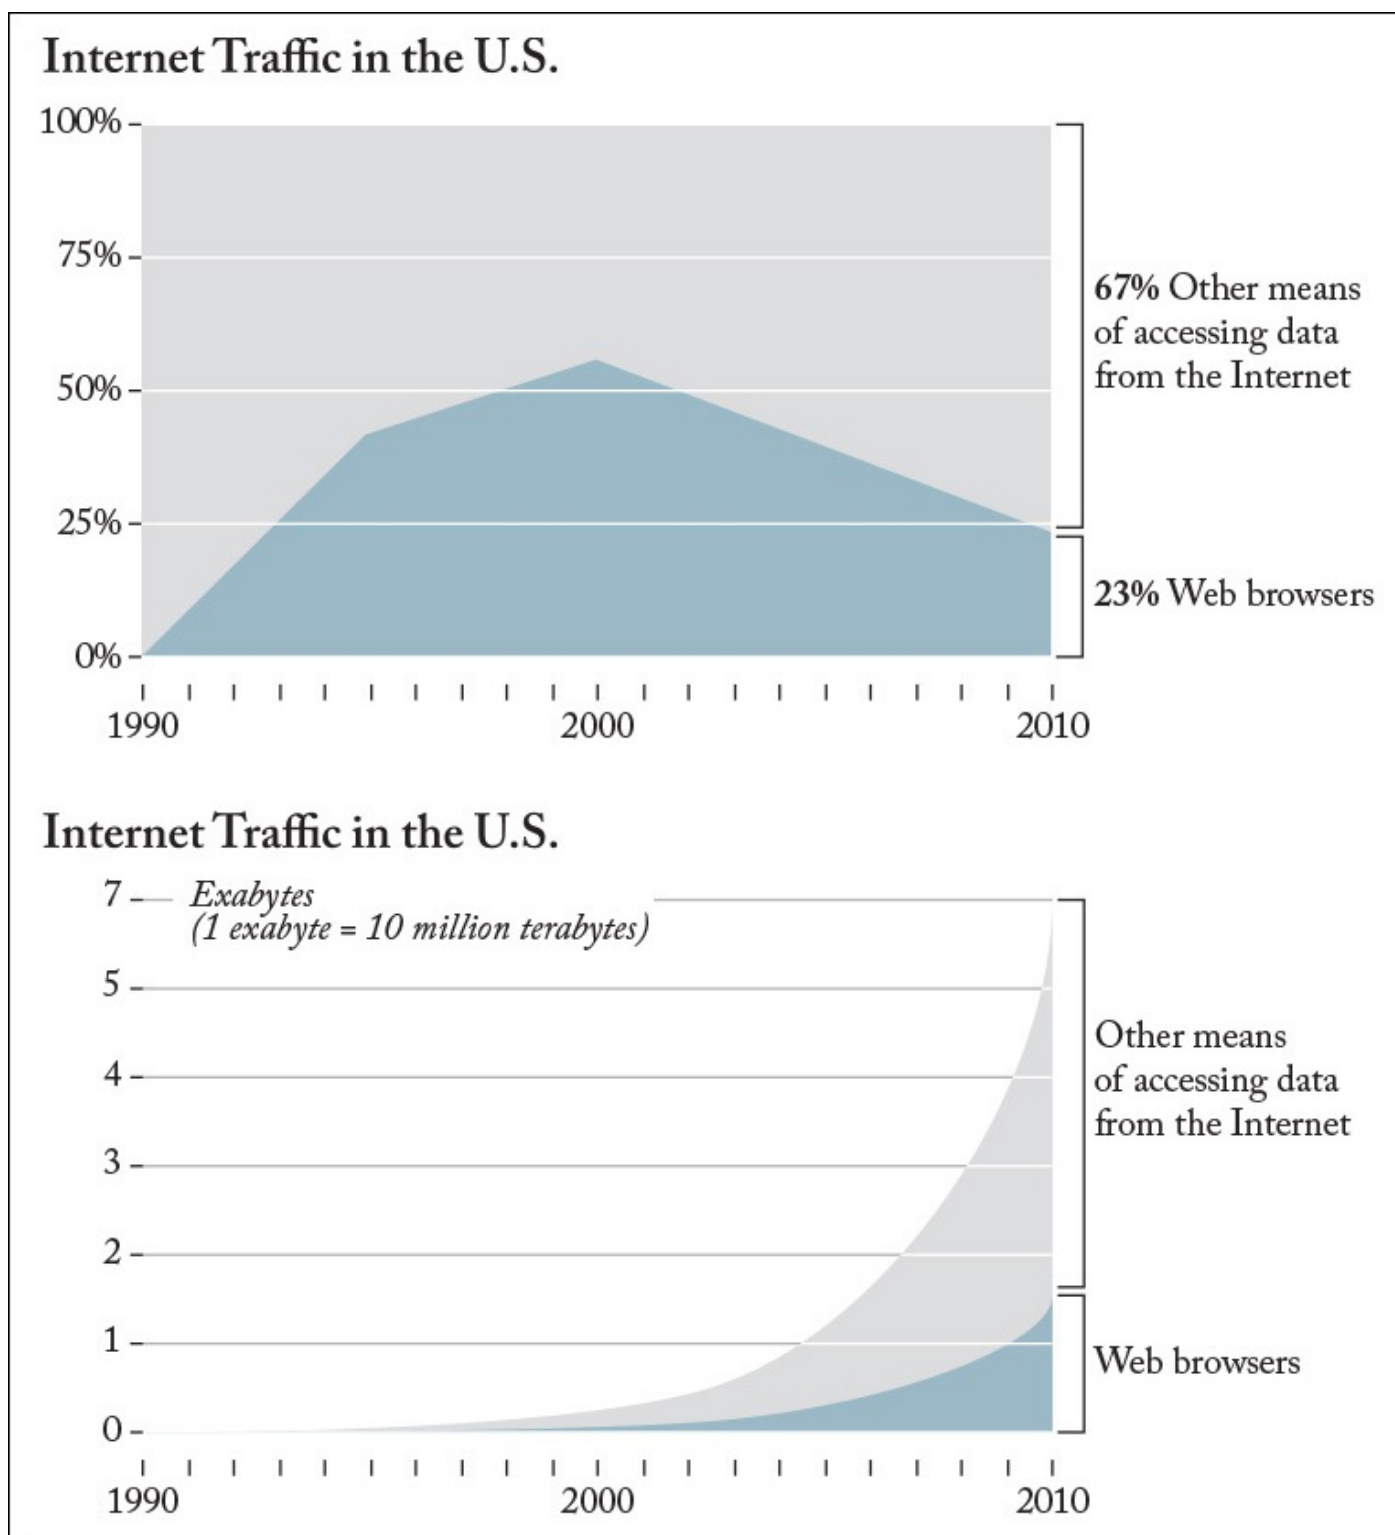 Internet Traffic in the U.S.
100%
75%
50%
25%
0%
67% Other means
of accessing data
from the Internet
23% Web browsers
1990
2000
2010
Internet Traffic in the U.S.
7
Exabytes
(1 exabyte = 10 million terabytes)
5
4
3
2
1
0
Other means
of accessing data
from the Internet
Web browsers
1990
2000
2010